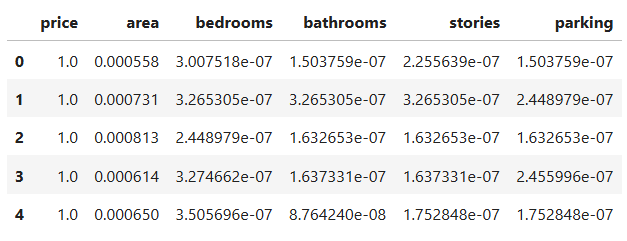 price area bedrooms bathrooms stories parking
0 1.0 0.000558 3.007518e-07 1.503759e-07 2.255639e-07 1.503759e-07
1 1.0 0.000731 3.265305e-07 3.265305e-07 3.265305e-07 2.448979e-07
2 1.0 0.000813 2.448979e-07 1.632653e-07 1.632653e-07 1.632653e-07
3 1.0 0.000614 3.274662e-07 1.637331e-07 1.637331e-07 2.455996e-07
4 1.0 0.000650 3.505696e-07 8.764240e-08 1.752848e-07 1.752848e-07